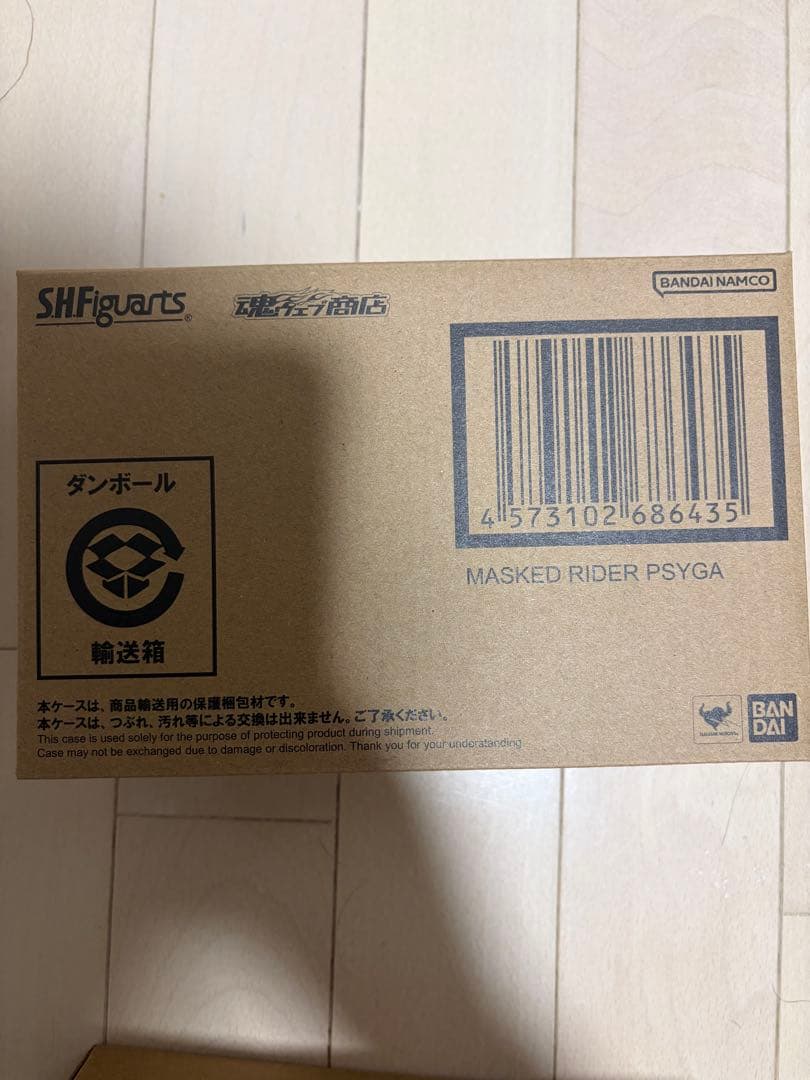 S.H.Figuarts®
魂ウェブ商店
BANDAI NAMCO
4 573102 686435
MASKED RIDER PSYGA
ダンボール
輸送箱
本ケースは、商品輸送用の保護梱包材です。
本ケースは、つぶれ、汚れ等による交換は出来ません。ご了承ください。
This case is used solely for the purpose of protecting product during shipment.
Case may not be exchanged due to damage or discoloration. Thank you for your understanding
BAN
DAI